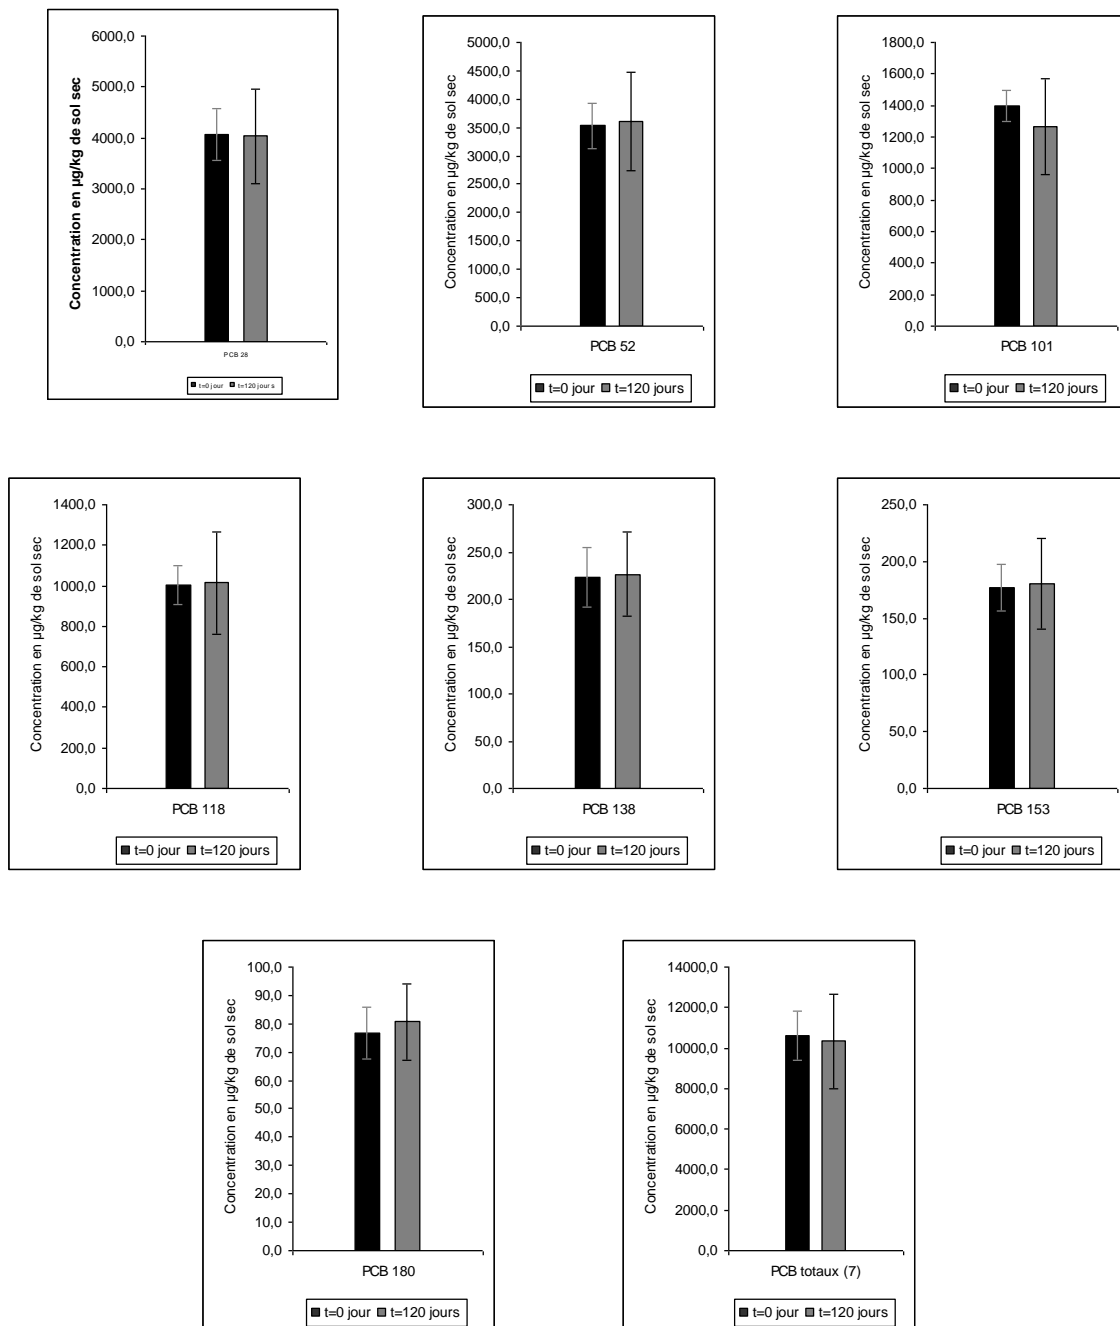 Concentration en µg/kg de sol sec
6000,0
5000,0
4000,0
3000,0
2000,0
1000,0
0,0
PCB 28
t=0 jour t=120 jours
Concentration en µg/kg de sol sec
5000,0
4500,0
4000,0
3500,0
3000,0
2500,0
2000,0
1500,0
1000,0
500,0
0,0
PCB 52
t=0 jour t=120 jours
Concentration en µg/kg de sol sec
1800,0
1600,0
1400,0
1200,0
1000,0
800,0
600,0
400,0
200,0
0,0
PCB 101
t=0 jour t=120 jours
Concentration en µg/kg de sol sec
1400,0
1200,0
1000,0
800,0
600,0
400,0
200,0
0,0
PCB 118
t=0 jour t=120 jours
Concentration en µg/kg de sol sec
300,0
250,0
200,0
150,0
100,0
50,0
0,0
PCB 138
t=0 jour t=120 jours
Concentration en µg/kg de sol sec
250,0
200,0
150,0
100,0
50,0
0,0
PCB 153
t=0 jour t=120 jours
Concentration en µg/kg de sol sec
100,0
90,0
80,0
70,0
60,0
50,0
40,0
30,0
20,0
10,0
0,0
PCB 180
t=0 jour t=120 jours
Concentration en µg/kg de sol sec
14000,0
12000,0
10000,0
8000,0
6000,0
4000,0
2000,0
0,0
PCB totaux (7)
t=0 jour t=120 jours